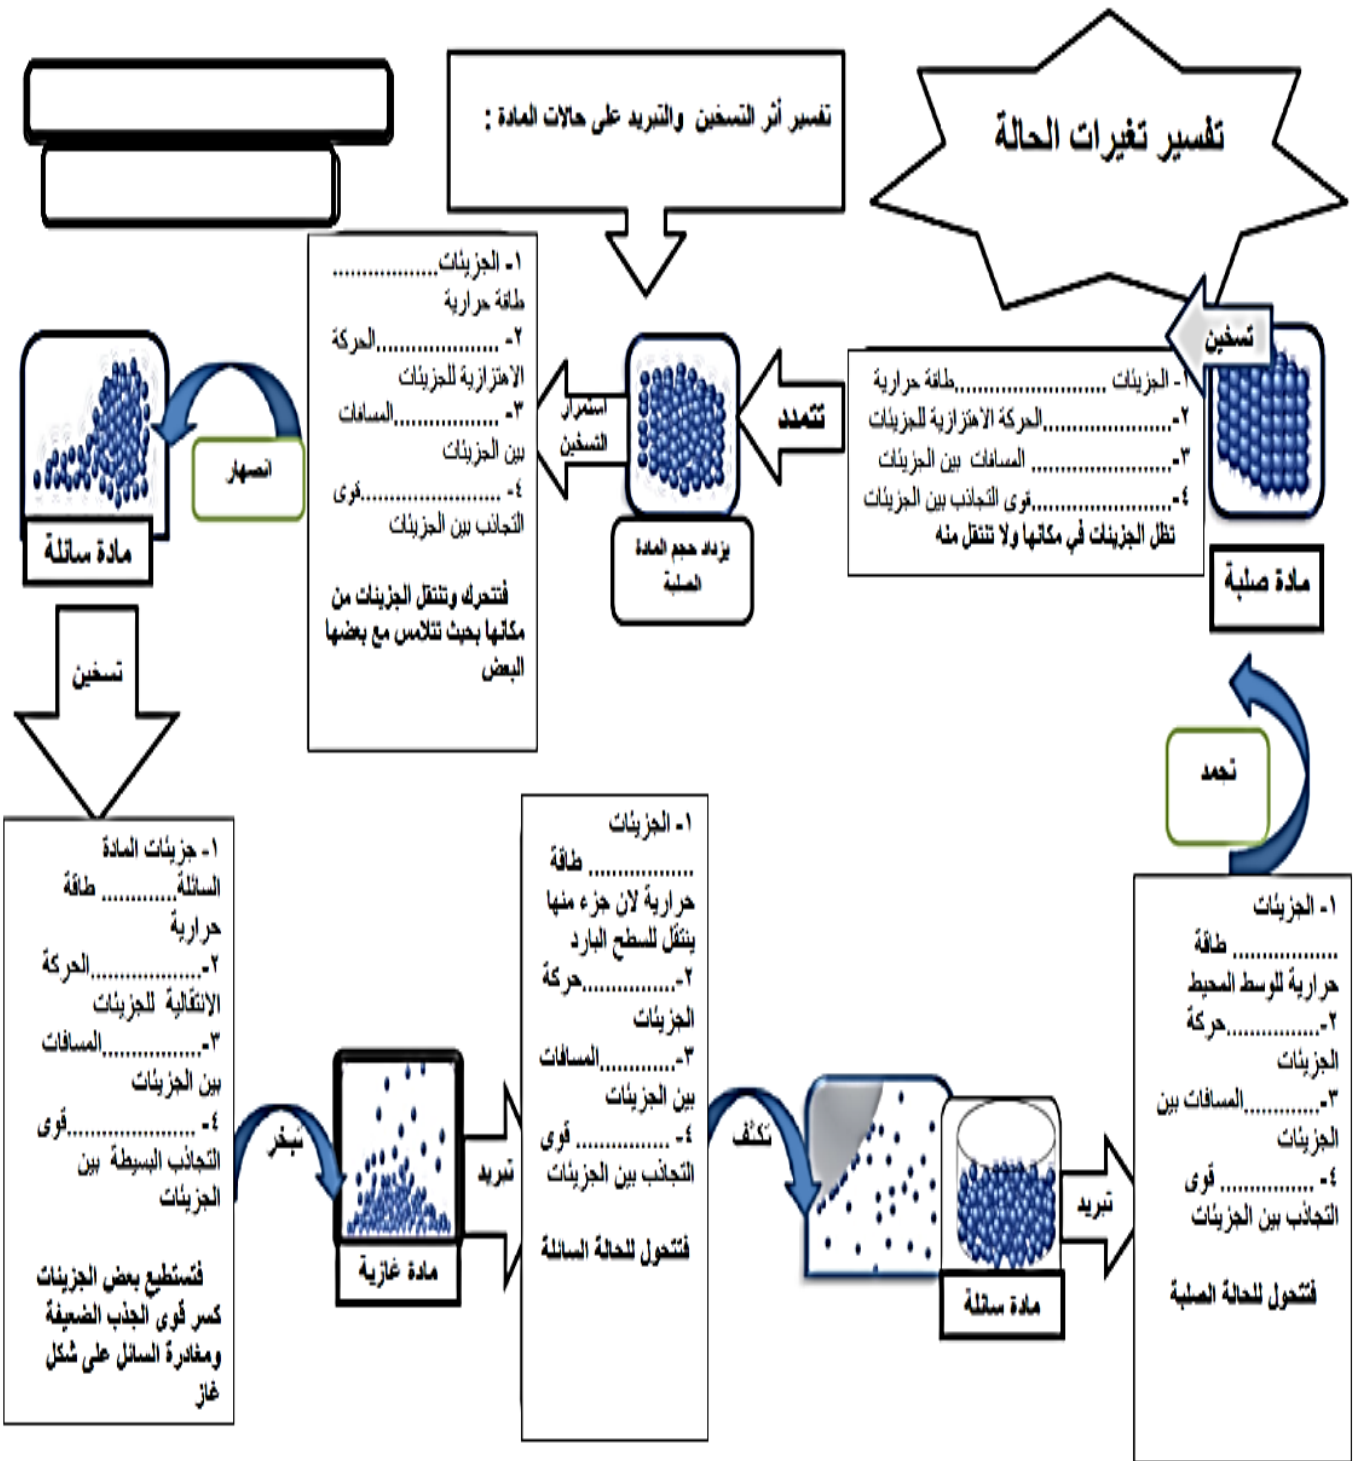 تفسير تغيرات الحالة
تفسير أثر التسخين والتبريد على حالات المادة :
تسخين
مادة صلبة
١- الجزيئات .........................طاقة حرارية
٢-......................الحركة الاهتزازية للجزيئات
٣-........................ المسافات بين الجزيئات
٤-........................قوى التجاذب بين الجزيئات
تظل الجزيئات في مكانها ولا تنتقل منه
تتمدد
يزداد حجم المادة
الصلبة
استمرار
التسخين
١- الجزيئات..................
طاقة حرارية
٢- .....................الحركة
الاهتزازية للجزيئات
٣- ..................المسافات
بين الجزيئات
٤- ........................قوى
التجاذب بين الجزيئات
فتتحرك وتنتقل الجزيئات من
مكانها بحيث تتلامس مع بعضها
البعض
انصهار
مادة سائلة
تسخين
١- جزيئات المادة
السائلة............. طاقة
حرارية
٢-...................الحركة
الانتقالية للجزيئات
٣-.................المسافات
بين الجزيئات
٤- ......................قوى
التجاذب البسيطة بين
الجزيئات
فتستطيع بعض الجزيئات
كسر قوى الجذب الضعيفة
ومغادرة السائل على شكل
غاز
تبخر
مادة غازية
تبريد
١- الجزيئات
.................. طاقة
حرارية لان جزء منها
ينتقل للسطح البارد
٢-................حركة
الجزيئات
٣-.............المسافات
بين الجزيئات
٤- ................ قوى
التجاذب بين الجزيئات
فتتحول للحالة السائلة
تكثف
مادة سائلة
تبريد
١- الجزيئات
.................. طاقة
حرارية للوسط المحيط
٢-................حركة
الجزيئات
٣-.............المسافات بين
الجزيئات
٤- ................ قوى
التجاذب بين الجزيئات
فتتحول للحالة الصلبة
تجمد